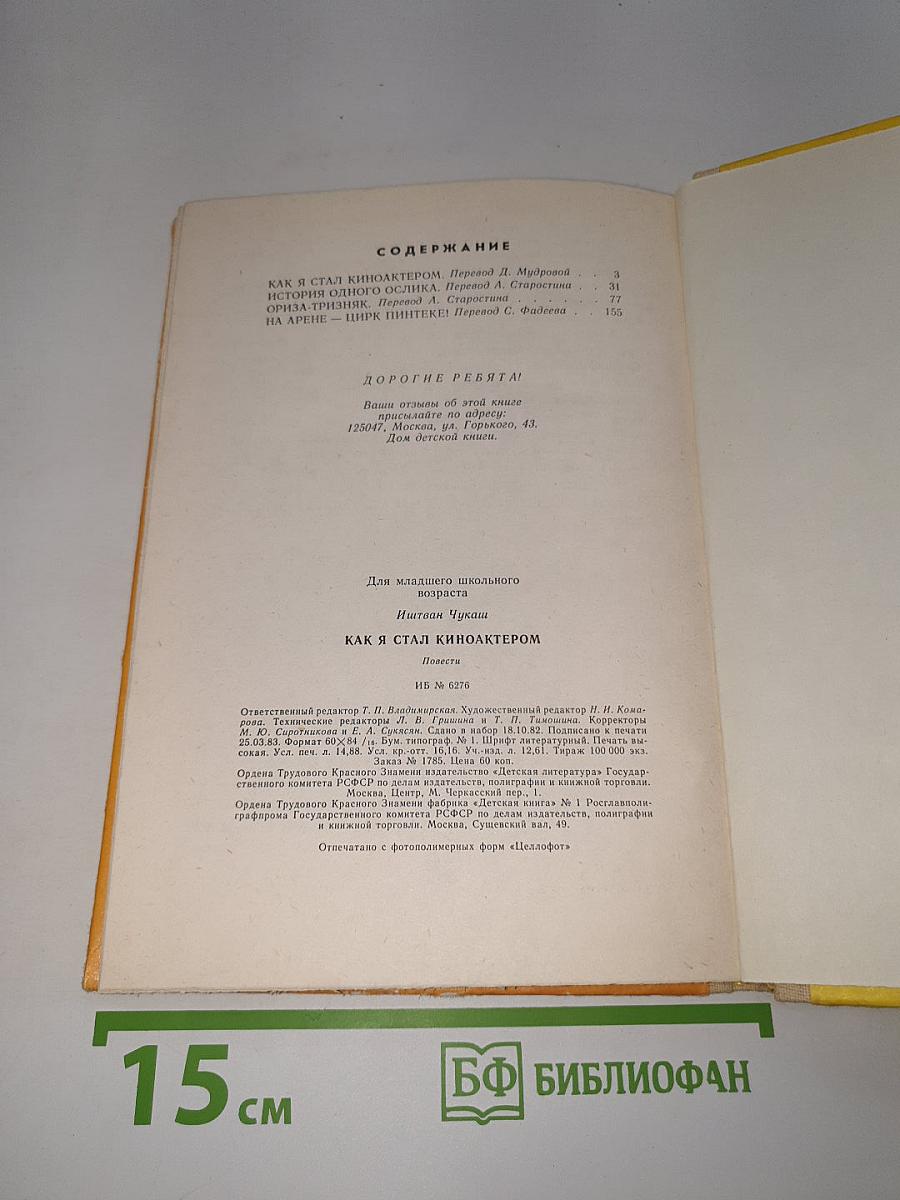 СОДЕРЖАНИЕ
КАК Я СТАЛ КИНОАКТЕРОМ. Перевод Д. Мудровой . . 3
ИСТОРИЯ ОДНОГО ОСЛИКА. Перевод А. Старостина . . 31
ОРИЗА-ТРИЗНЯК. Перевод А. Старостина . . . . . . 77
НА АРЕНЕ — ЦИРК ПИНТЕКЕ! Перевод С. Фадеева . . 155
ДОРОГИЕ РЕБЯТА!
Ваши отзывы об этой книге
присылайте по адресу:
125047, Москва, ул. Горького, 43.
Дом детской книги.
Для младшего школьного
возраста
Иштван Чукаш
КАК Я СТАЛ КИНОАКТЕРОМ
Повести
ИБ № 6276
Ответственный редактор Т. П. Владимирская. Художественный редактор Н. И. Кома-
рова. Технические редакторы Л. В. Гришина и Т. П. Тимошина. Корректоры
М. Ю. Сиротникова и Е. А. Сукясян. Сдано в набор 18.10.82. Подписано к печати
25.03.83. Формат 60×84 /16. Бум. типограф. № 1. Шрифт литературный. Печать вы-
сокая. Усл. печ. л. 14,88. Усл. кр.-отт. 16,16. Уч.-изд. л. 12,61. Тираж 100 000 экз.
Заказ № 1785. Цена 60 коп.
Ордена Трудового Красного Знамени издательство «Детская литература» Государ-
ственного комитета РСФСР по делам издательств, полиграфии и книжной торговли.
Москва, Центр, М. Черкасский пер., 1.
Ордена Трудового Красного Знамени фабрика «Детская книга» № 1 Росглавполи-
графпрома Государственного комитета РСФСР по делам издательств, полиграфии
и книжной торговли. Москва, Сущевский вал, 49.
Отпечатано с фотополимерных форм «Целлофот»
15 см
БФ БИБЛИОФАН